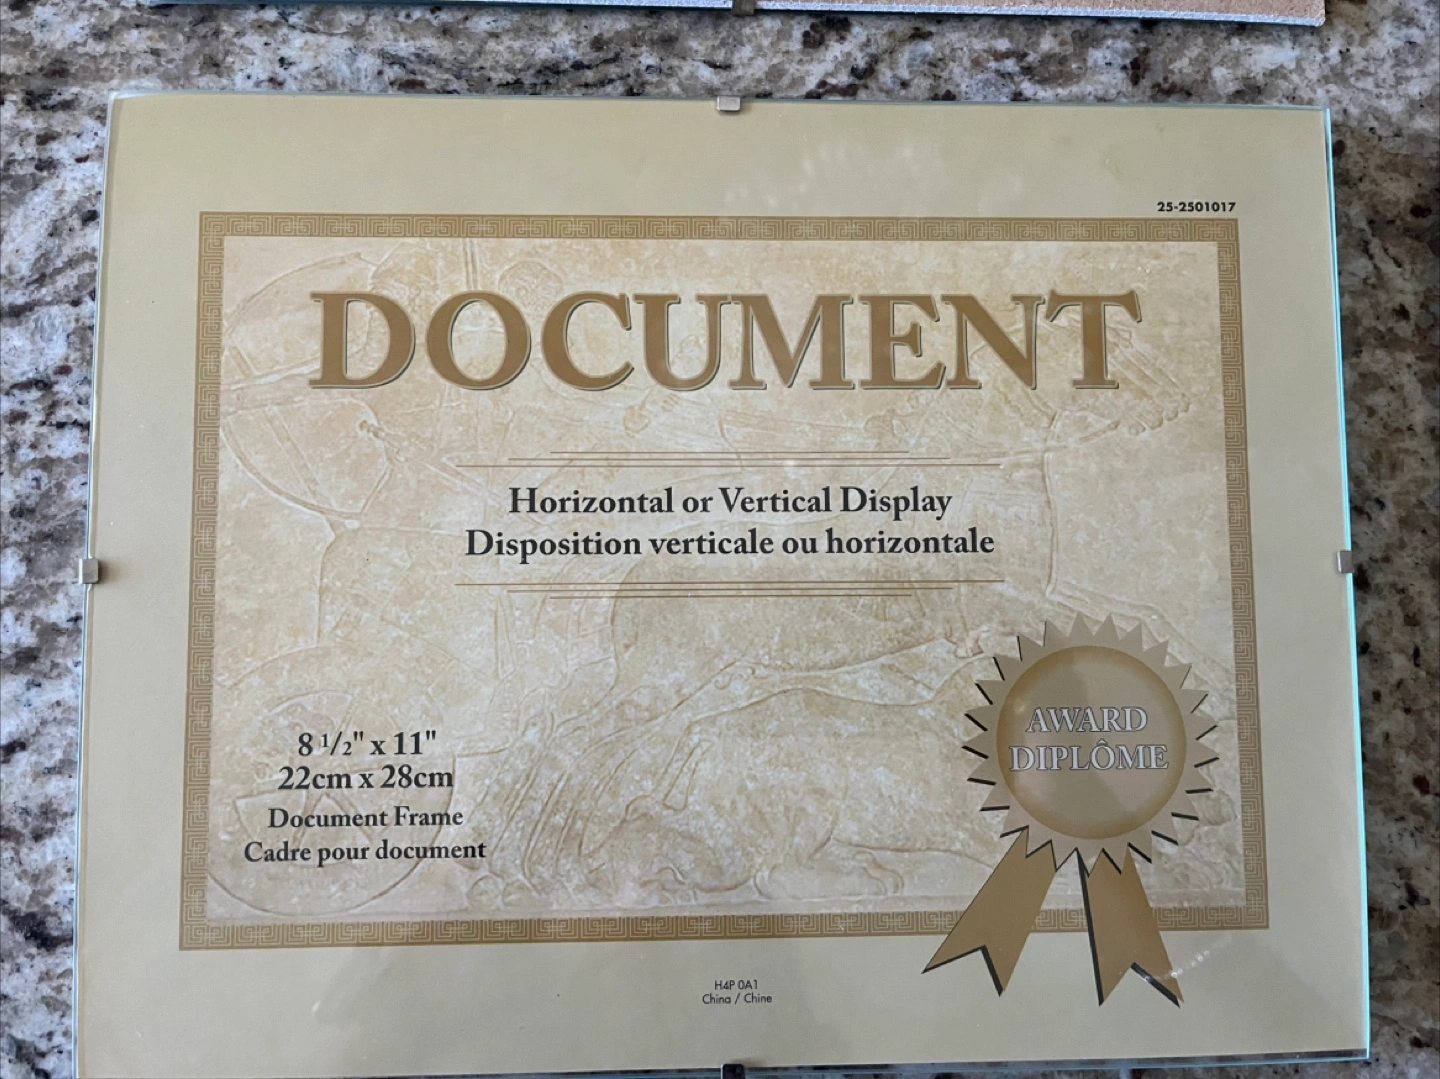 25-2501017
DOCUMENT
Horizontal or Vertical Display
Disposition verticale ou horizontale
AWARD
DIPLÔME
8 1/2" x 11"
22cm x 28cm
Document Frame
Cadre pour document
H4P 0A1
China / Chine